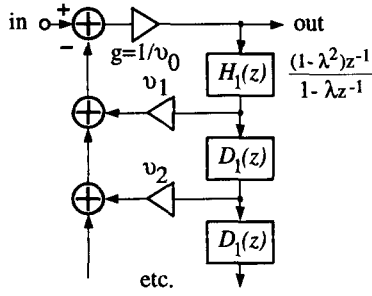 in + out
−
g=1/υ₀
H₁(z) (1- λ²)z⁻¹ / 1- λz⁻¹
υ₁
D₁(z)
υ₂
D₁(z)
etc.